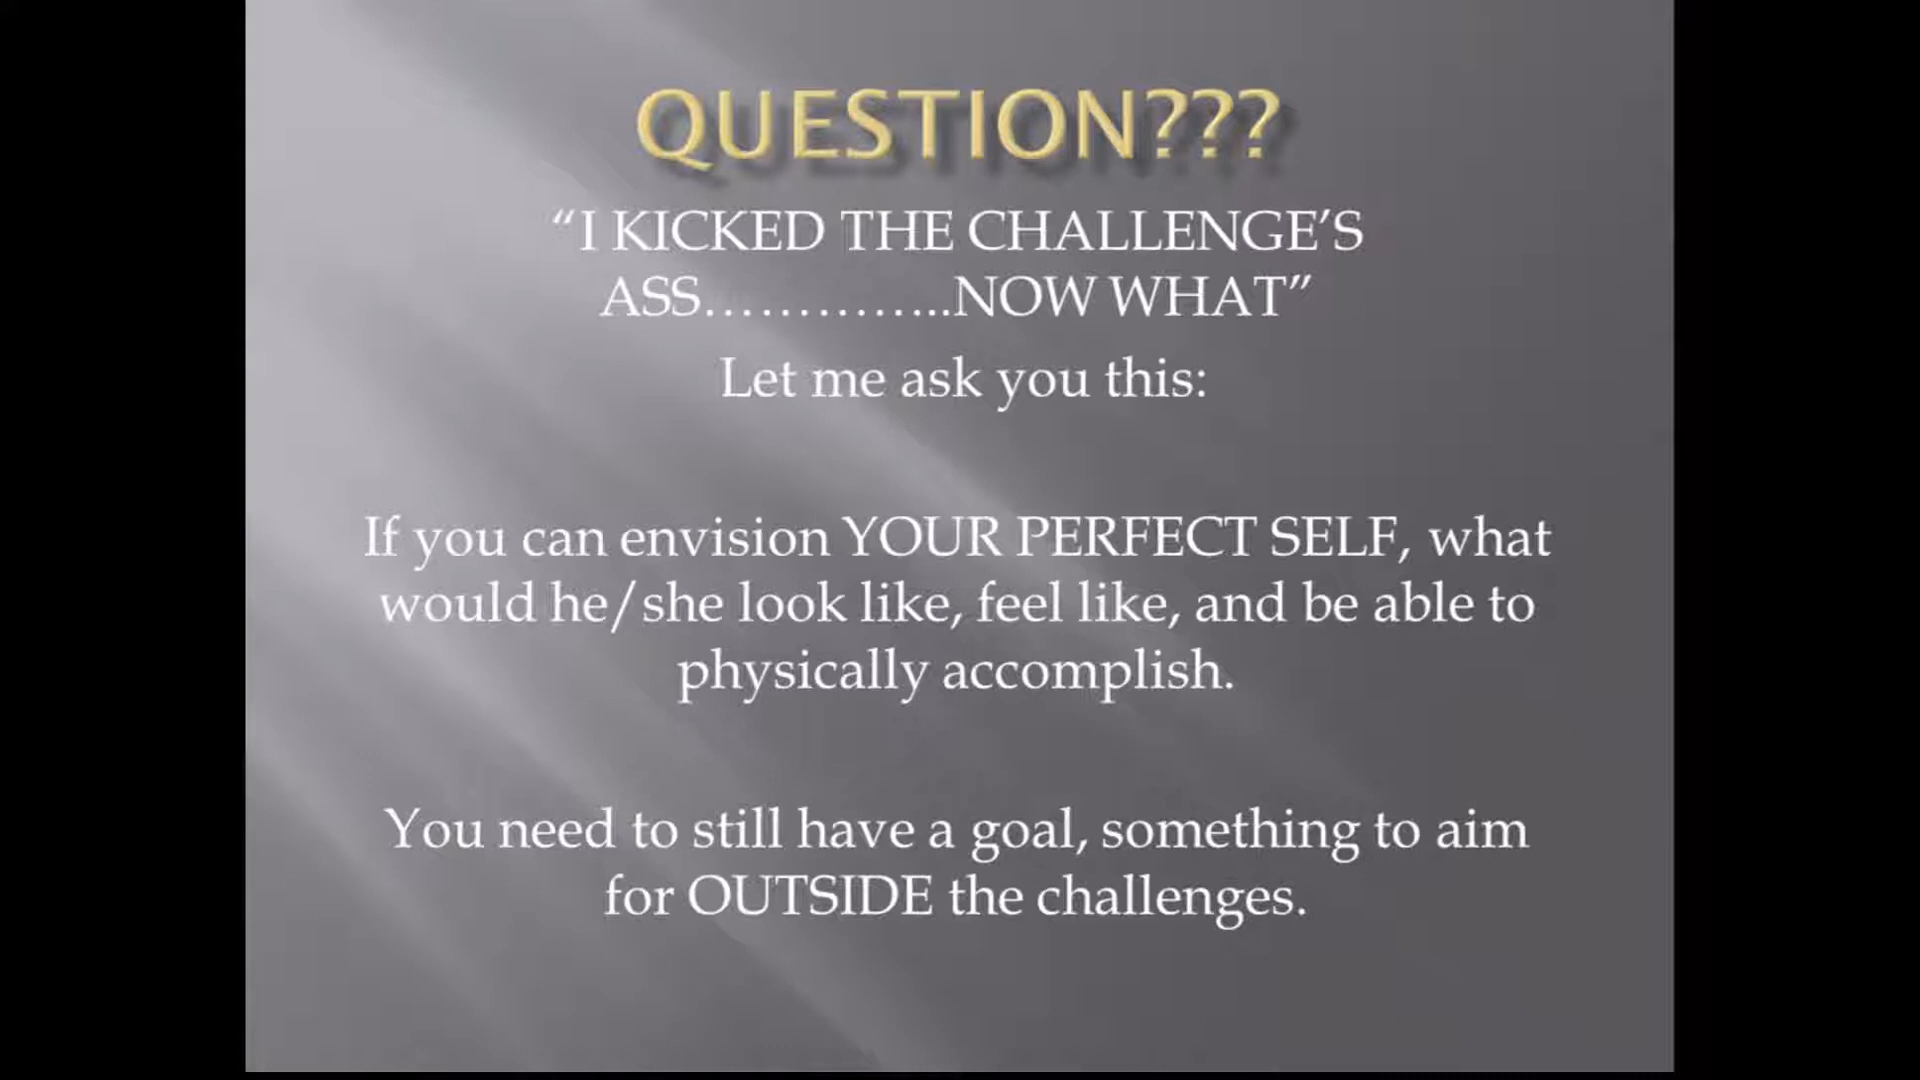 QUESTION???
“I KICKED THE CHALLENGE’S
ASS…………..NOW WHAT”
Let me ask you this:
If you can envision YOUR PERFECT SELF, what
would he/she look like, feel like, and be able to
physically accomplish.
You need to still have a goal, something to aim
for OUTSIDE the challenges.